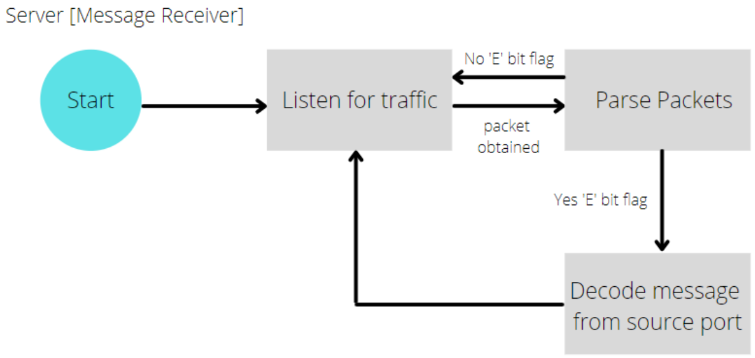 Server [Message Receiver]
No 'E' bit flag
Start
Listen for traffic
Parse Packets
packet
obtained
Yes 'E' bit flag
Decode message
from source port